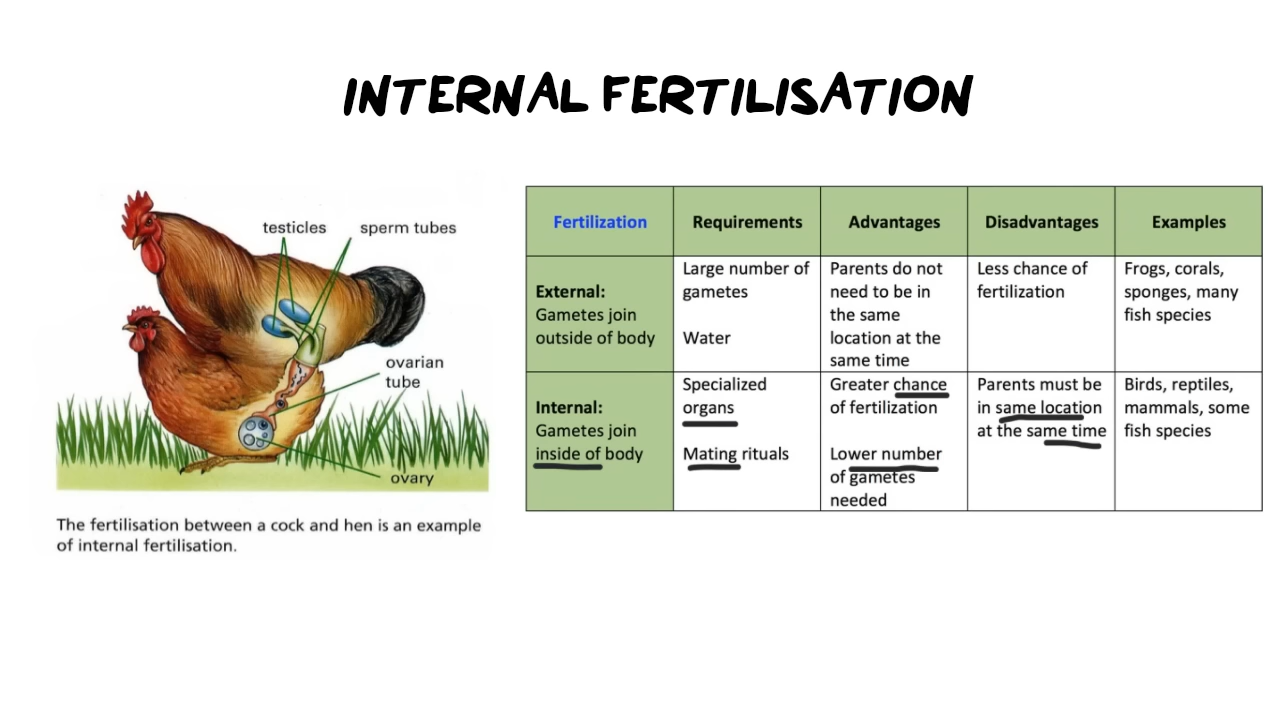 INTERNAL FERTILISATION
testicles
sperm tubes
ovarian
tube
ovary
The fertilisation between a cock and hen is an example
of internal fertilisation.
Fertilization
Requirements
Advantages
Disadvantages
Examples
External:
Gametes join
outside of body
Large number of
gametes
Water
Parents do not
need to be in
the same
location at the
same time
Less chance of
fertilization
Frogs, corals,
sponges, many
fish species
Internal:
Gametes join
inside of body
Specialized
organs
Mating rituals
Greater chance
of fertilization
Lower number
of gametes
needed
Parents must be
in same location
at the same time
Birds, reptiles,
mammals, some
fish species